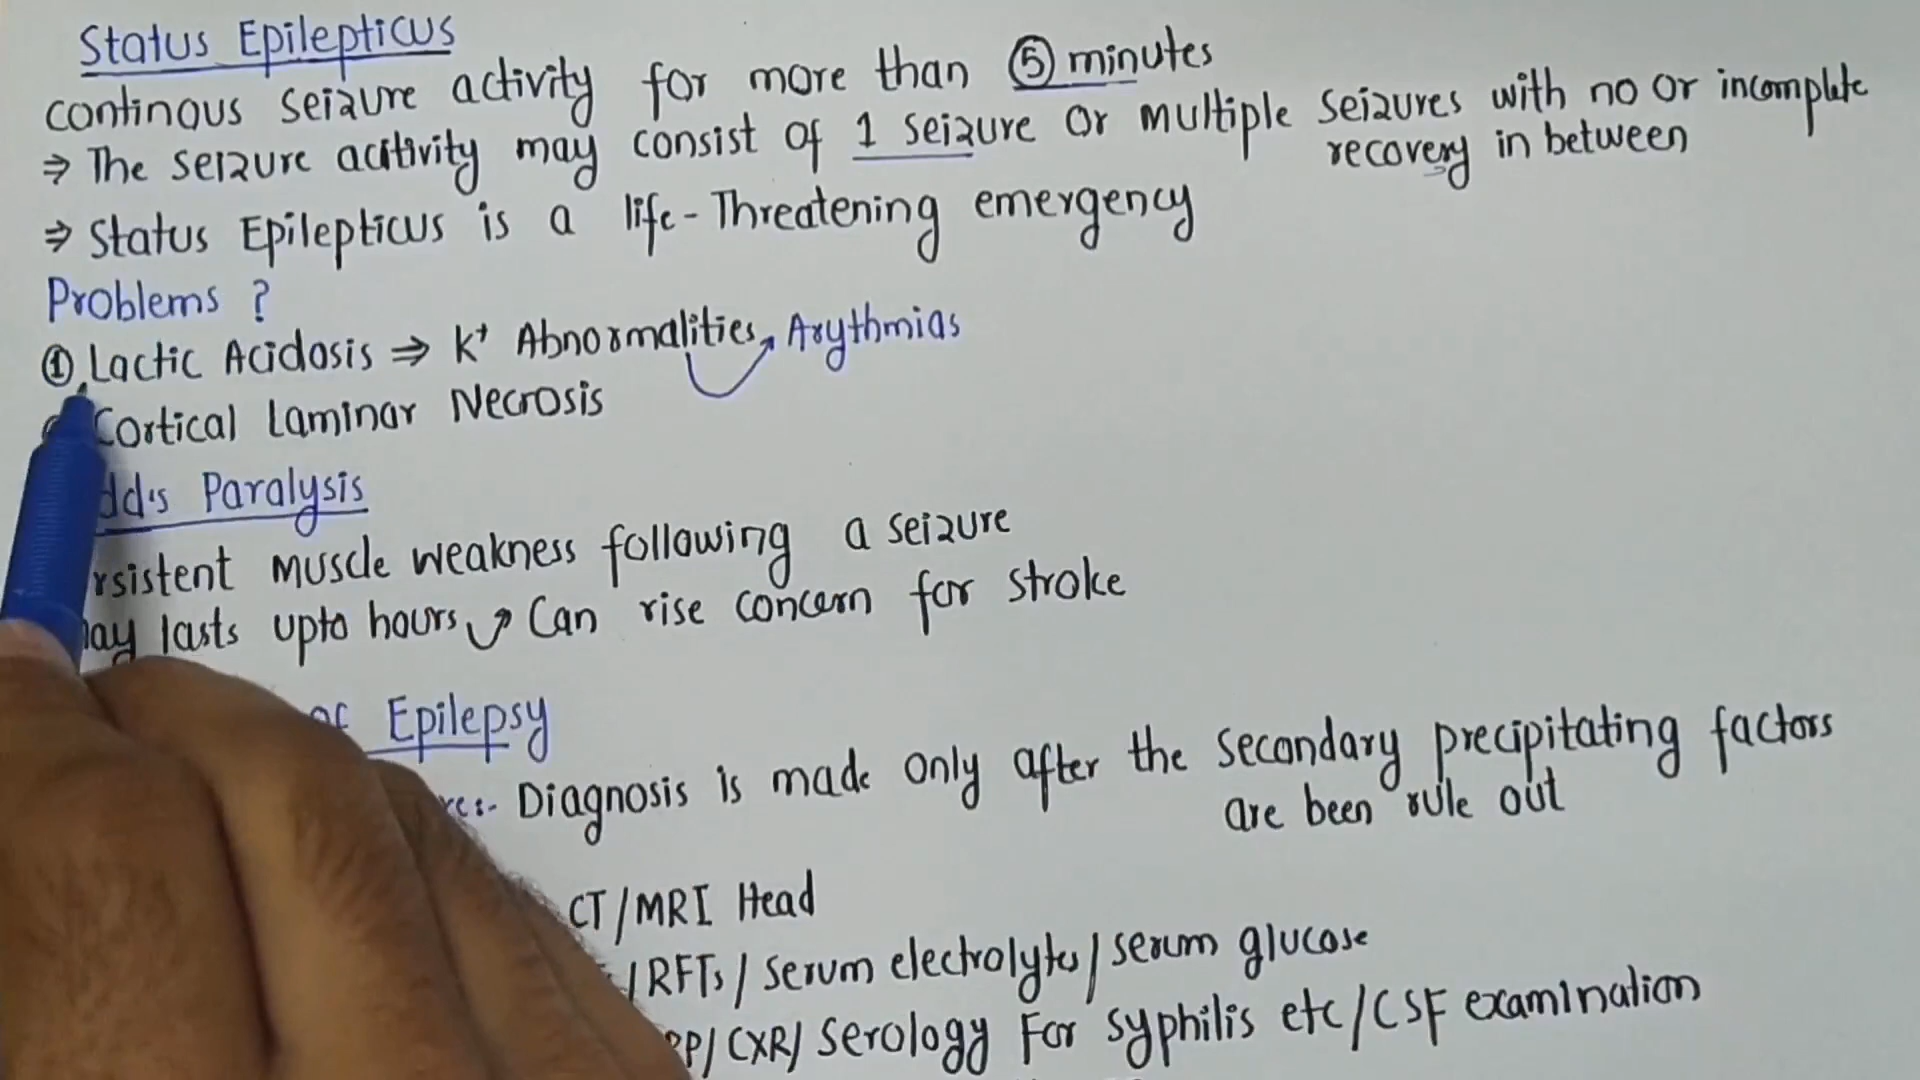 Status Epilepticus
continous seizure activity for more than 5 minutes
⇒ The seizure acitivity may consist of 1 seizure or multiple seizures with no or incomplete
recovery in between
⇒ Status Epilepticus is a life-Threatening emergency
Problems ?
① Lactic Acidosis ⇒ K⁺ Abnormalities Arythmias
Cortical Laminar Necrosis
Paralysis
muscle weakness following a seizure
lasts upto hours Can rise concern for stroke
of Epilepsy
Diagnosis is made only after the secondary precipitating factors
are been rule out
CT/MRI Head
/RFTs/ Serum electrolytes/serum glucose
/CXR/ Serology For syphilis etc/CSF examination